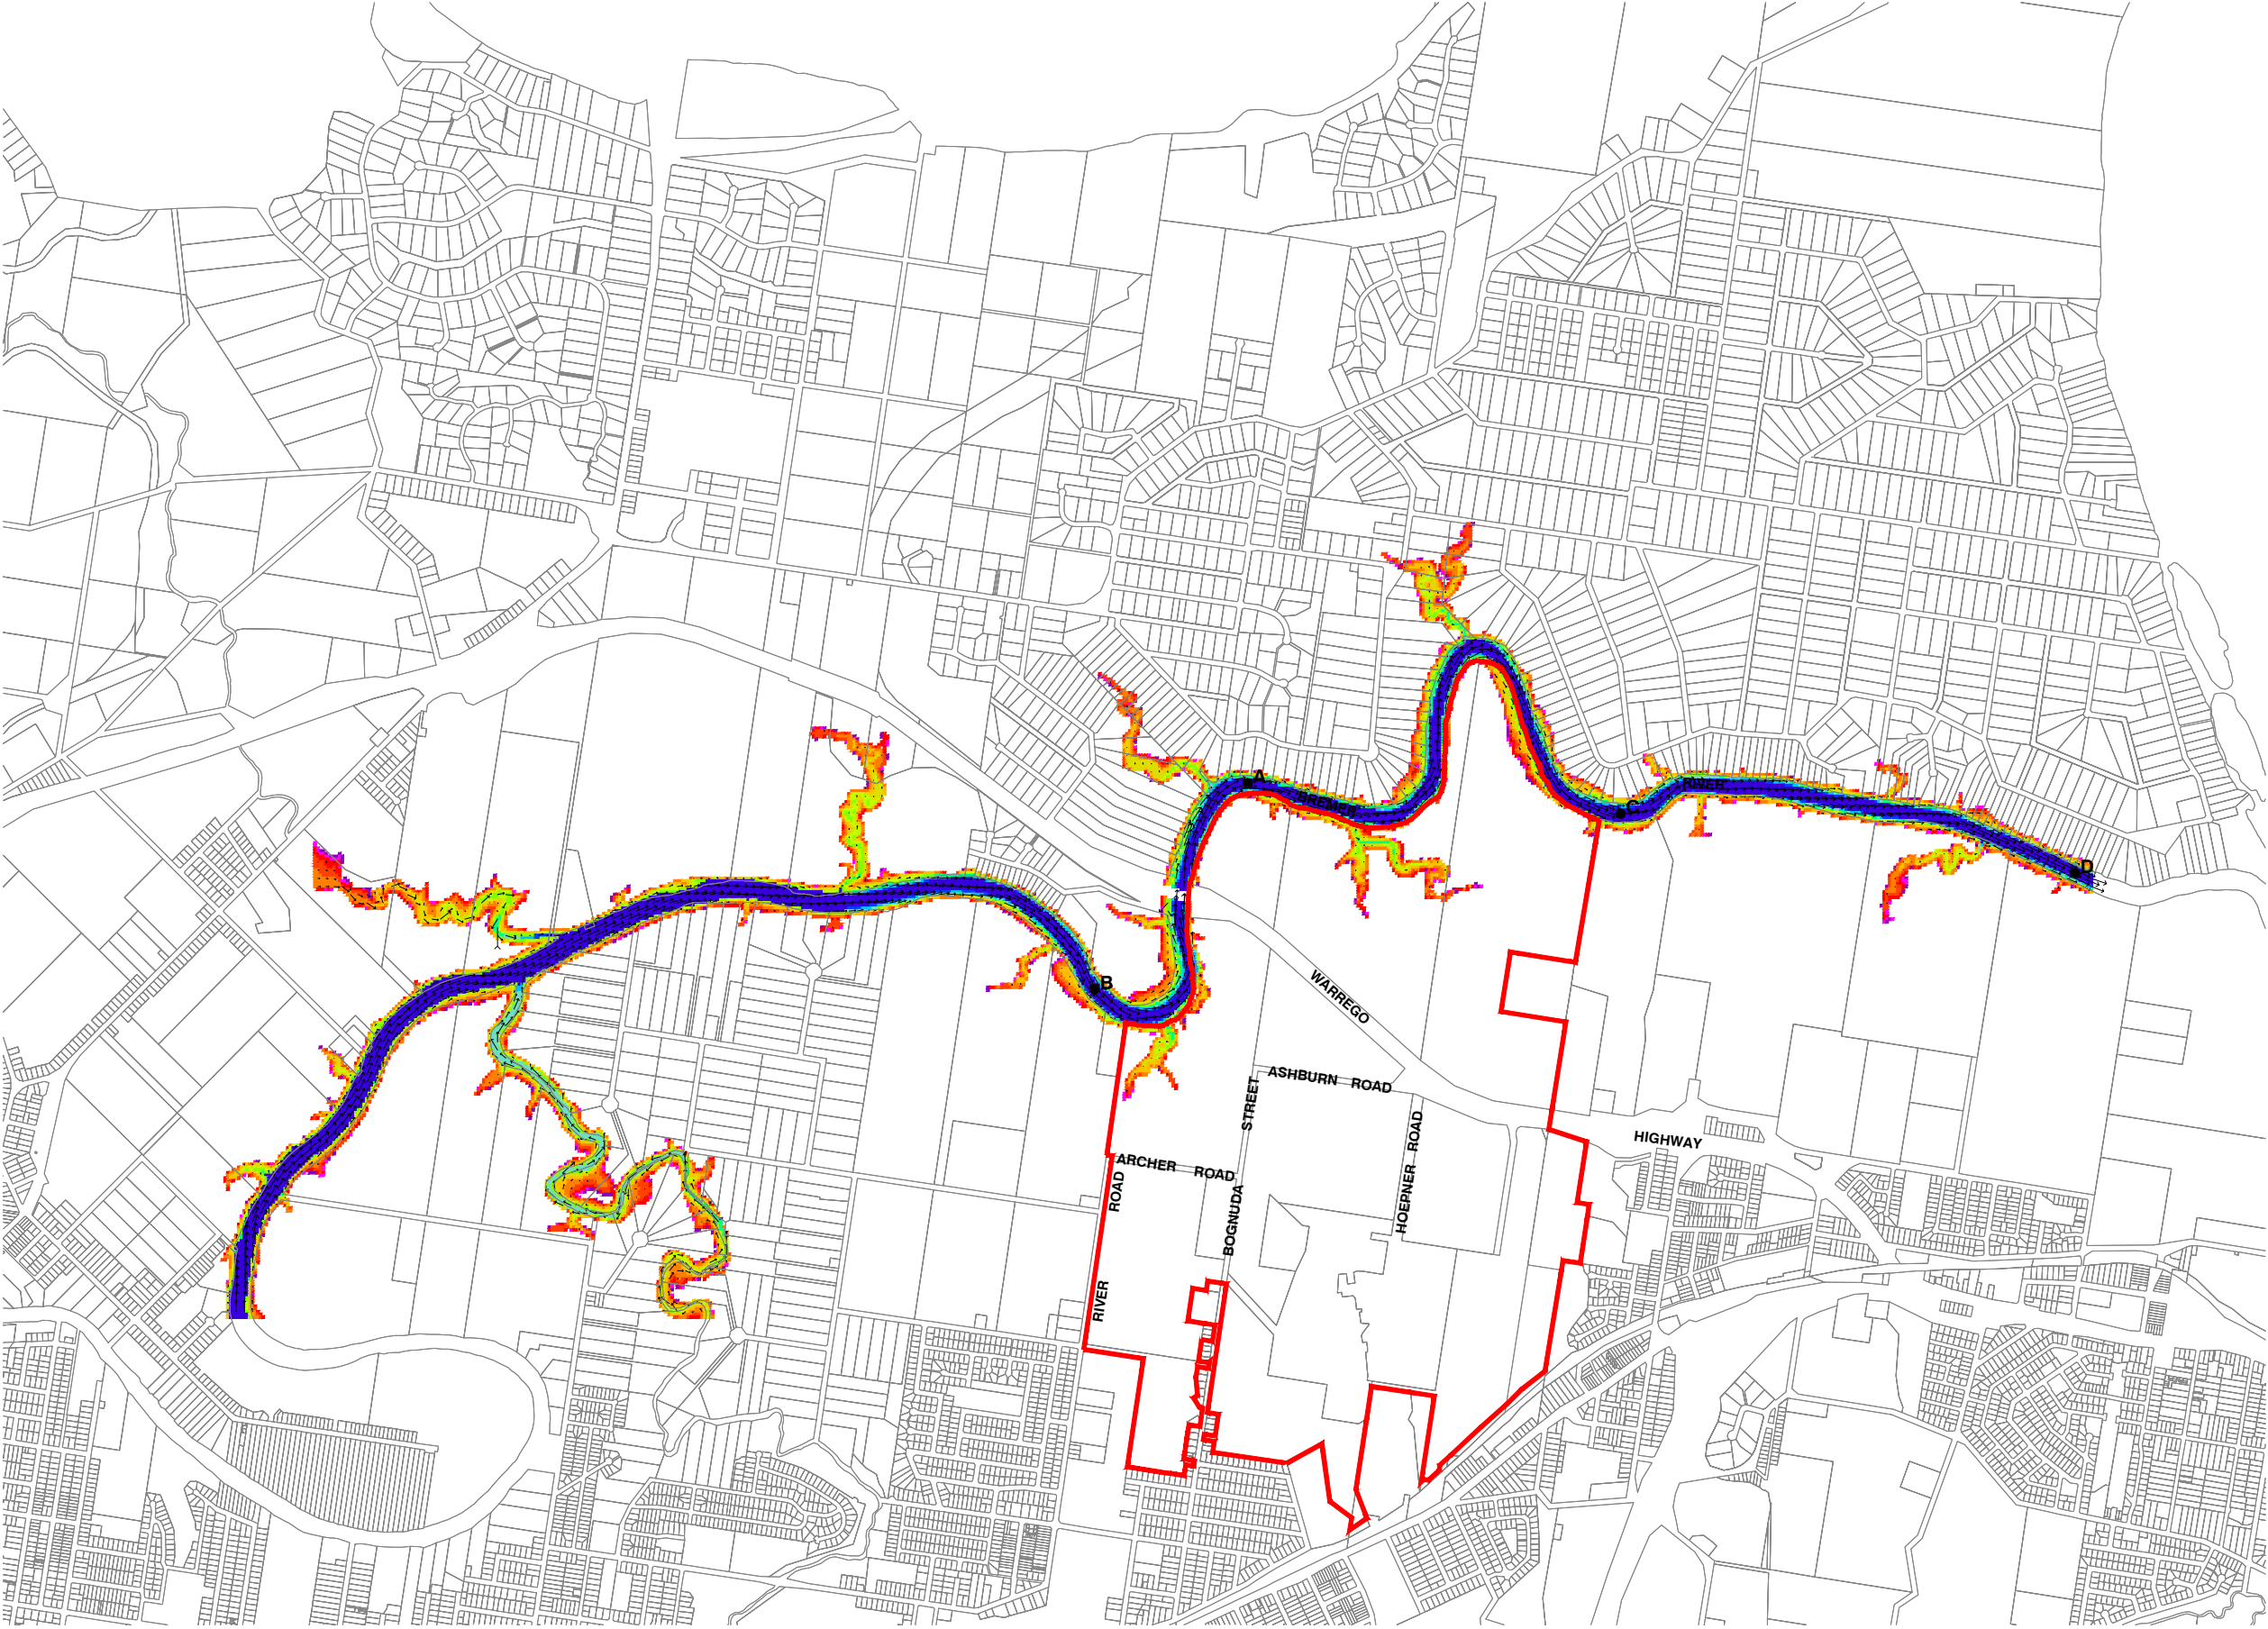 A
BREMER
C
RIVER
D
B
WARREGO
ASHBURN ROAD
STREET
HIGHWAY
ARCHER ROAD
ROAD
HOEPNER ROAD
BOGNUDA
RIVER